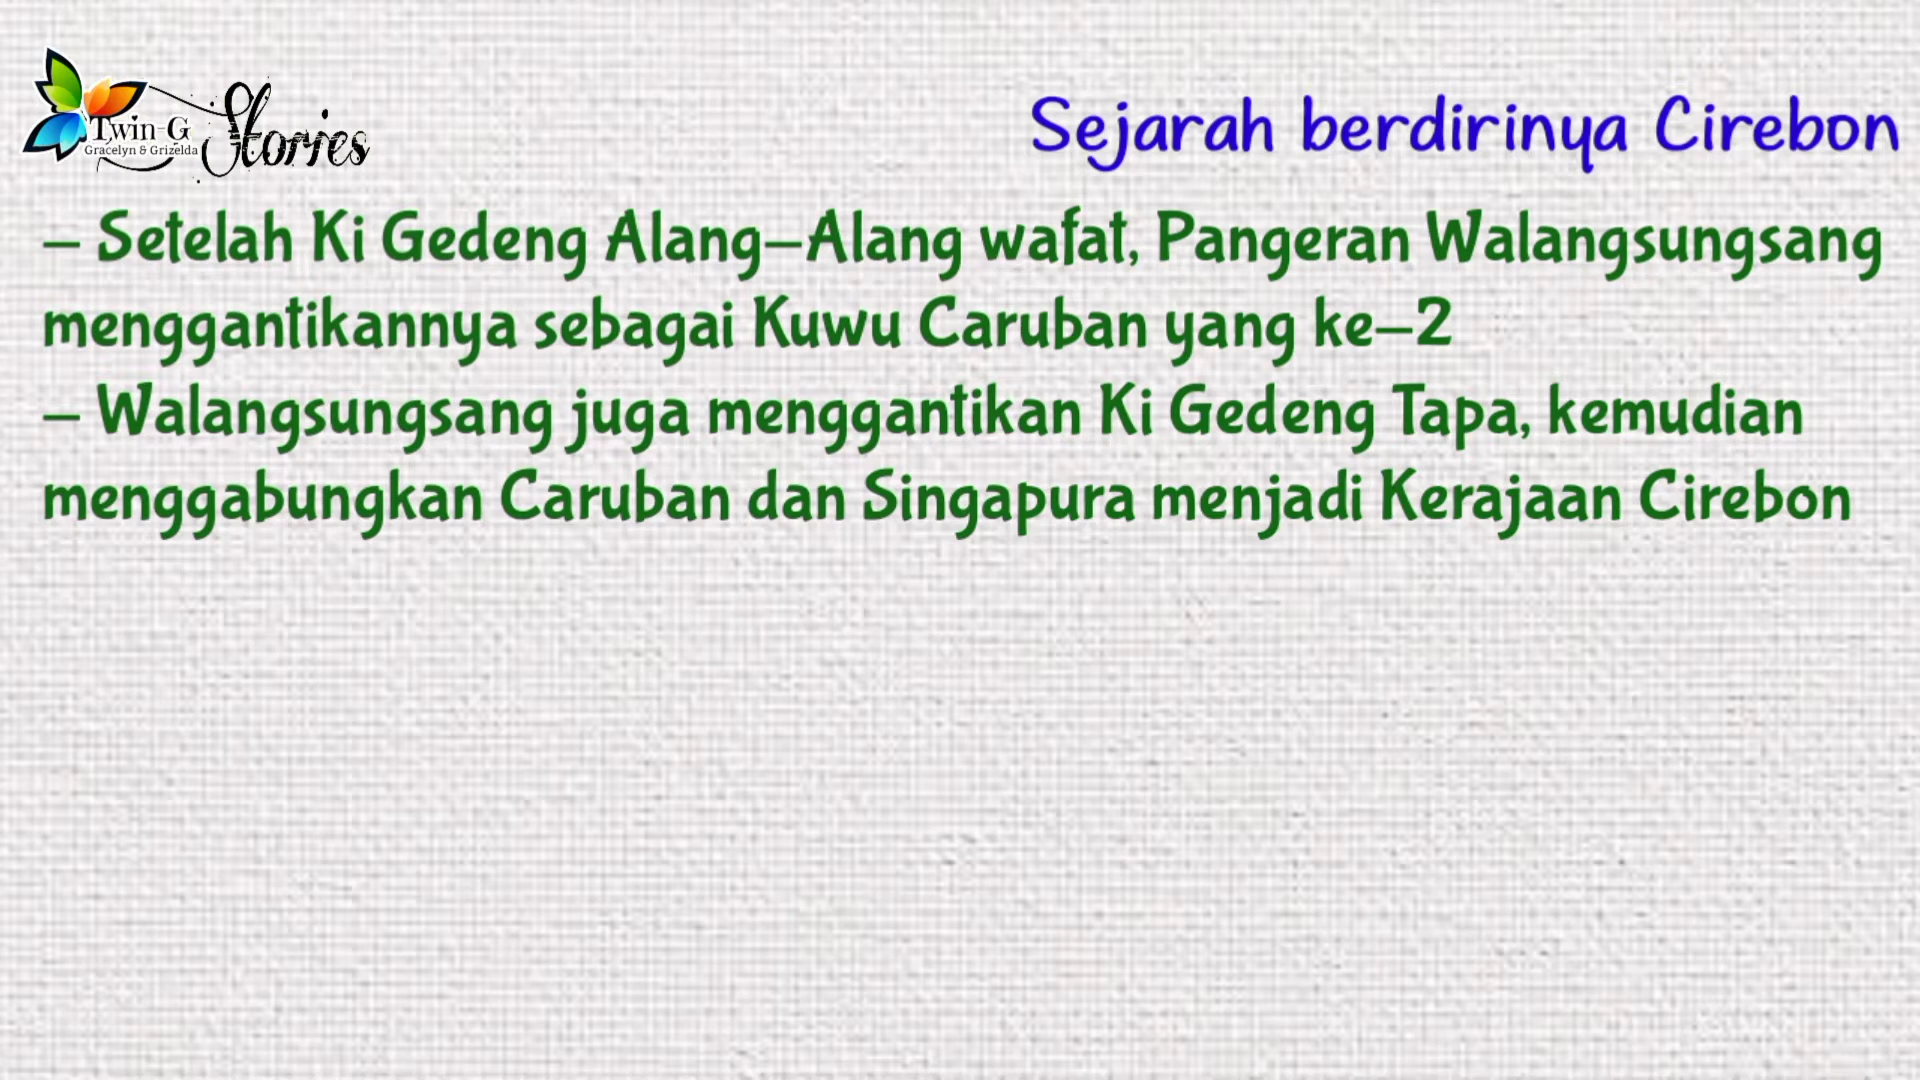 Twin-G
Gracelyn & Grizelda
Stories
Sejarah berdirinya Cirebon
– Setelah Ki Gedeng Alang–Alang wafat, Pangeran Walangsungsang
menggantikannya sebagai Kuwu Caruban yang ke–2
– Walangsungsang juga menggantikan Ki Gedeng Tapa, kemudian
menggabungkan Caruban dan Singapura menjadi Kerajaan Cirebon